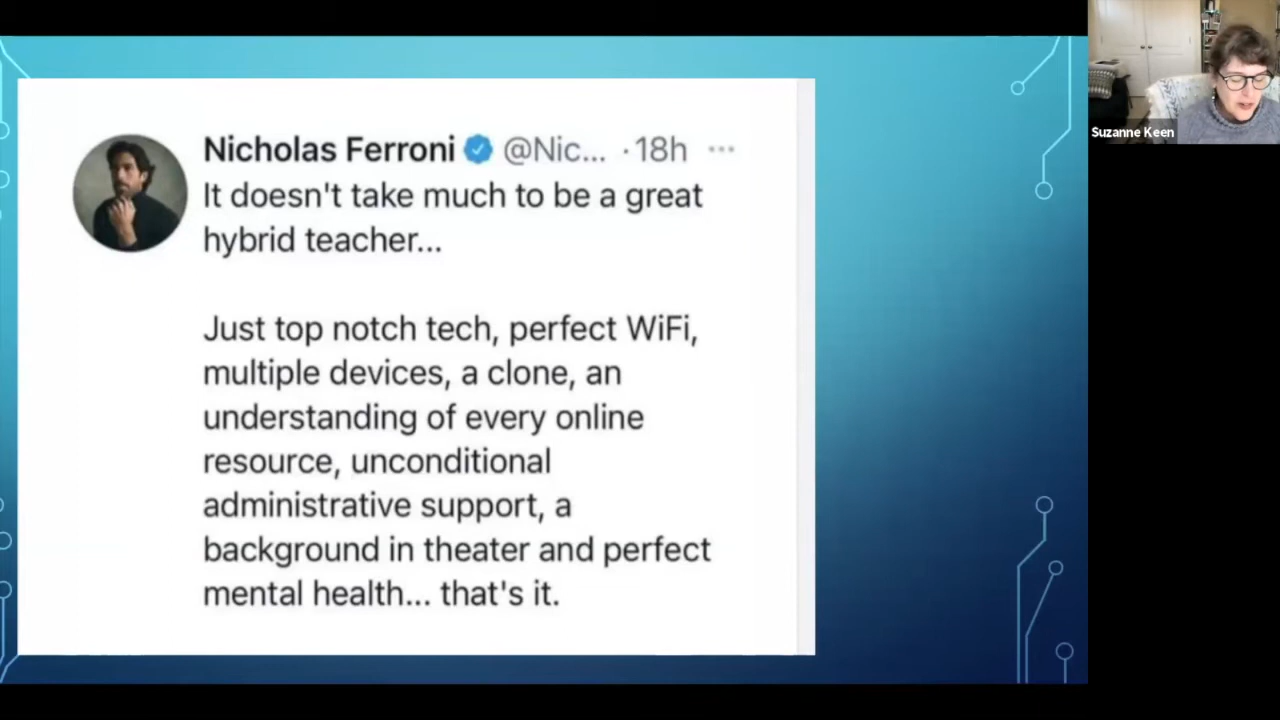 Nicholas Ferroni @Nic... · 18h ···
It doesn't take much to be a great
hybrid teacher...
Just top notch tech, perfect WiFi,
multiple devices, a clone, an
understanding of every online
resource, unconditional
administrative support, a
background in theater and perfect
mental health... that's it.
Suzanne Keen